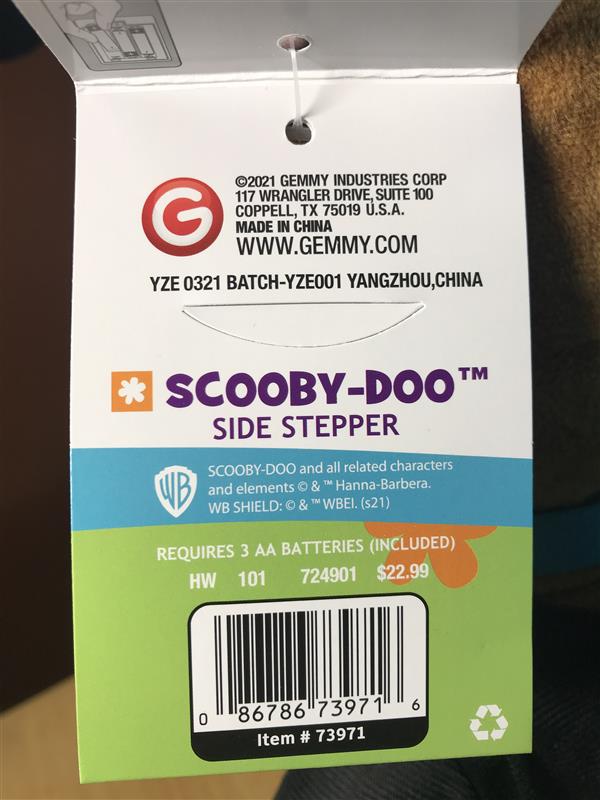 G
©2021 GEMMY INDUSTRIES CORP
117 WRANGLER DRIVE, SUITE 100
COPPELL, TX 75019 U.S.A.
MADE IN CHINA
WWW.GEMMY.COM
YZE 0321 BATCH-YZE001 YANGZHOU,CHINA
SCOOBY-DOO™
SIDE STEPPER
WB
SCOOBY-DOO and all related characters
and elements © & ™ Hanna-Barbera.
WB SHIELD: © & ™ WBEI. (s21)
REQUIRES 3 AA BATTERIES (INCLUDED)
HW 101 724901 $22.99
0 86786 73971 6
Item # 73971